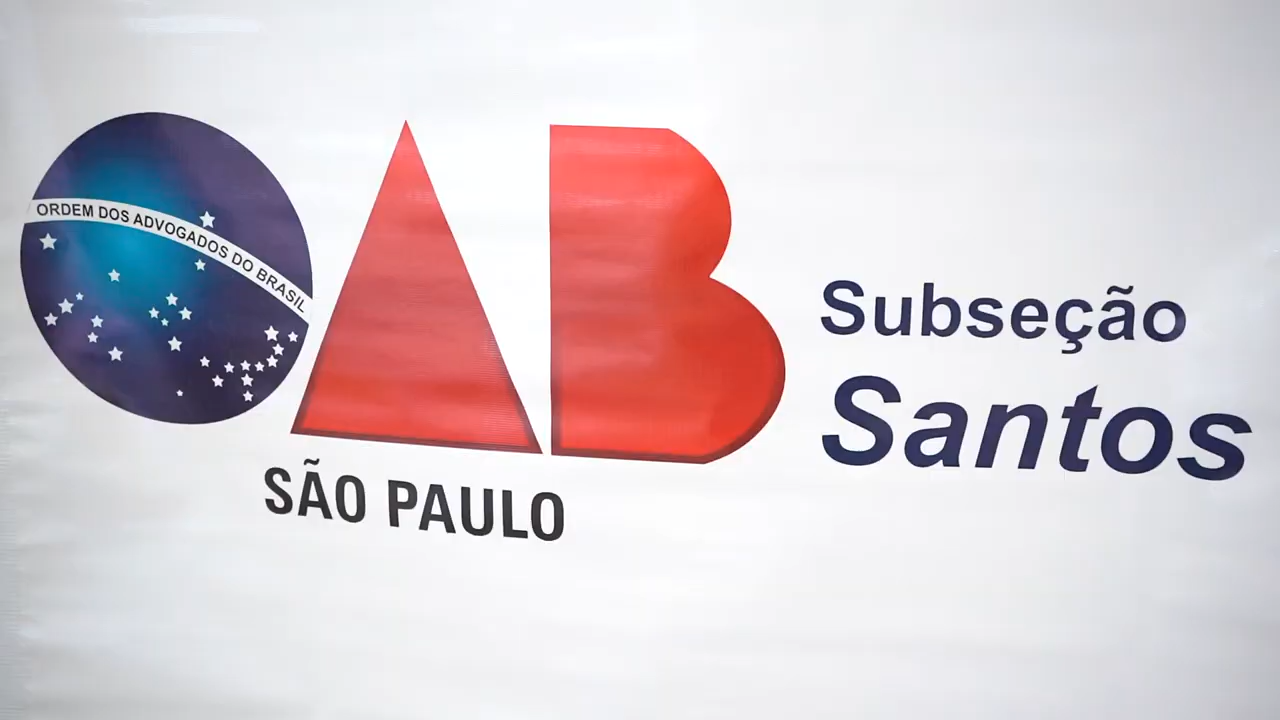 ORDEM DOS ADVOGADOS DO BRASIL
OAB
SÃO PAULO
Subseção
Santos